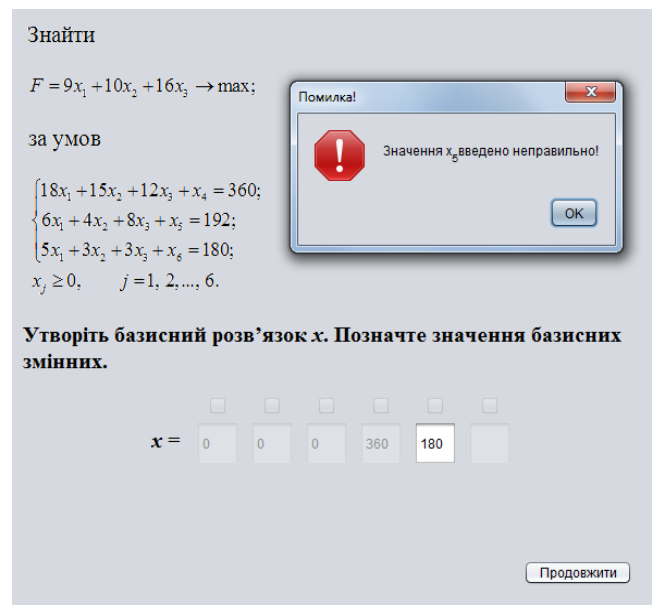 Знайти
F = 9x₁ +10x₂ +16x₃ → max;
Помилка!
за умов
Значення x₅введено неправильно!
OK
18x₁ +15x₂ +12x₃ + x₄ = 360;
6x₁ + 4x₂ + 8x₃ + x₅ =192;
5x₁ +3x₂ +3x₃ + x₆ =180;
xⱼ ≥ 0, j =1, 2,..., 6.
Утворіть базисний розв’язок x. Позначте значення базисних
змінних.
x = 0 0 0 360 180
Продовжити